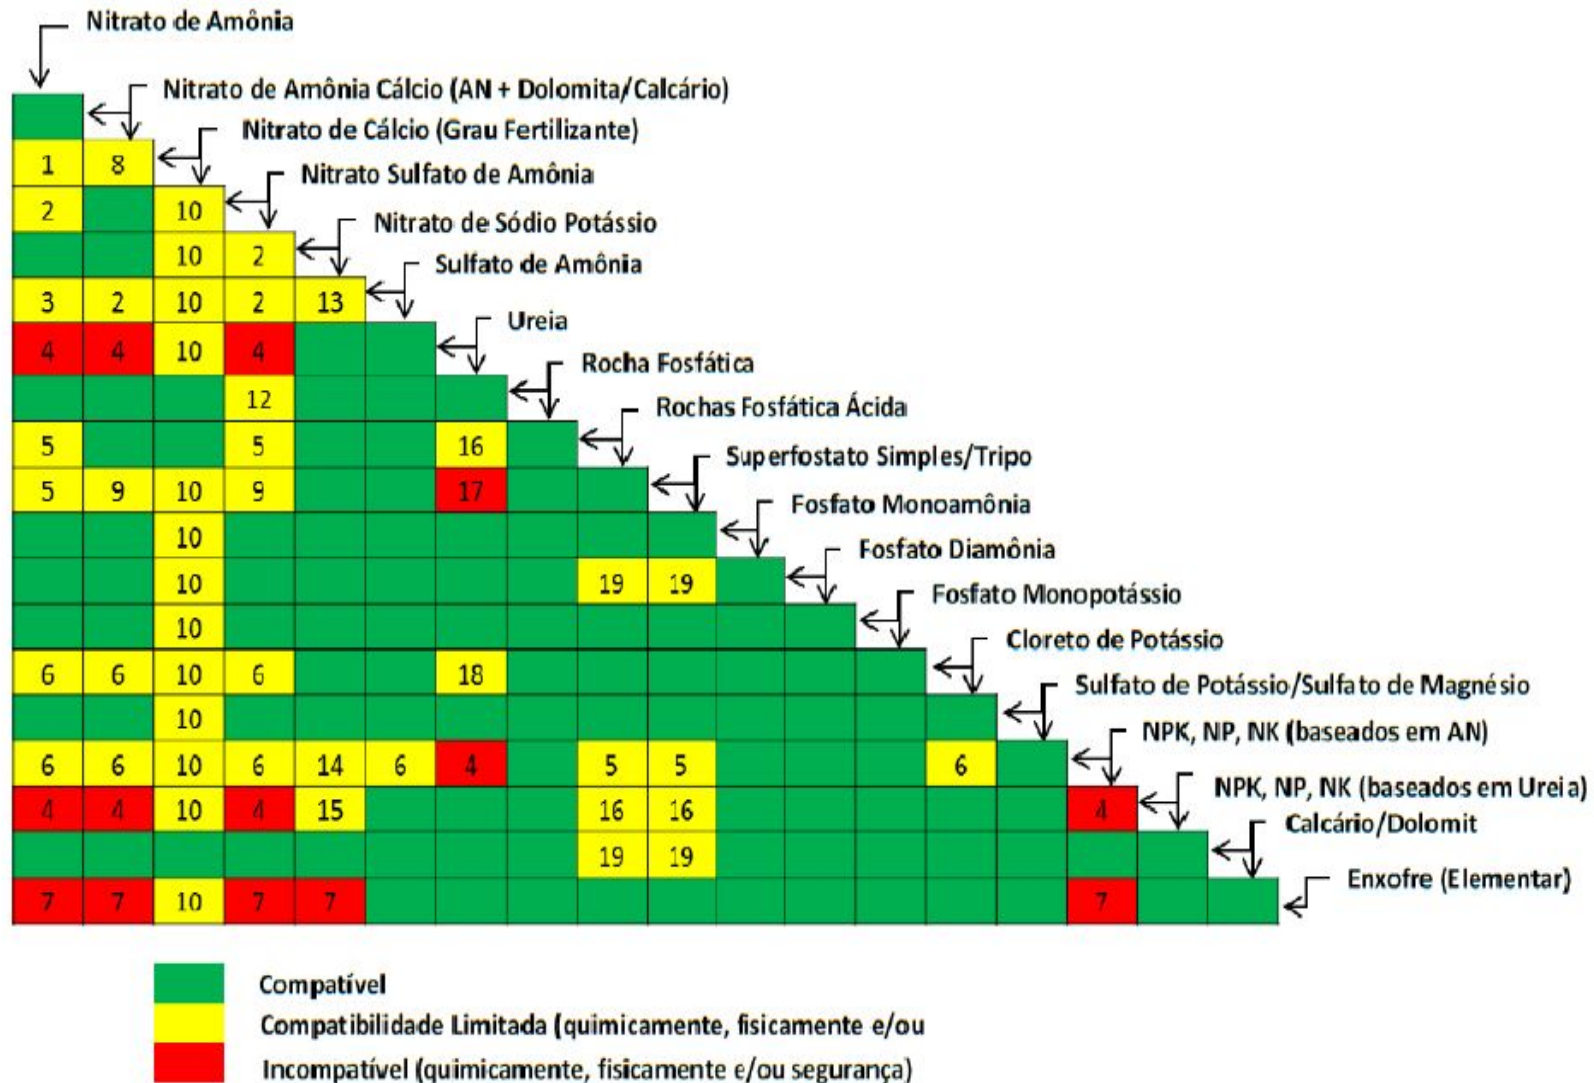 Nitrato de Amônia
Nitrato de Amônia Cálcio (AN + Dolomita/Calcário)
Nitrato de Cálcio (Grau Fertilizante)
1 8
Nitrato Sulfato de Amônia
2 10
Nitrato de Sódio Potássio
10 2
Sulfato de Amônia
3 2 10 2 13
Ureia
4 4 10 4
Rocha Fosfática
12
Rochas Fosfática Ácida
5 5 16
Superfostato Simples/Tripo
5 9 10 9 17
Fosfato Monoamônia
10
Fosfato Diamônia
10 19 19
Fosfato Monopotássio
10
Cloreto de Potássio
6 6 10 6 18
Sulfato de Potássio/Sulfato de Magnésio
10
NPK, NP, NK (baseados em AN)
6 6 10 6 14 6 4 5 5 6
NPK, NP, NK (baseados em Ureia)
4 4 10 4 15 16 16 4
Calcário/Dolomit
19 19
Enxofre (Elementar)
7 7 10 7 7 7
Compatível
Compatibilidade Limitada (quimicamente, fisicamente e/ou
Incompatível (quimicamente, fisicamente e/ou segurança)